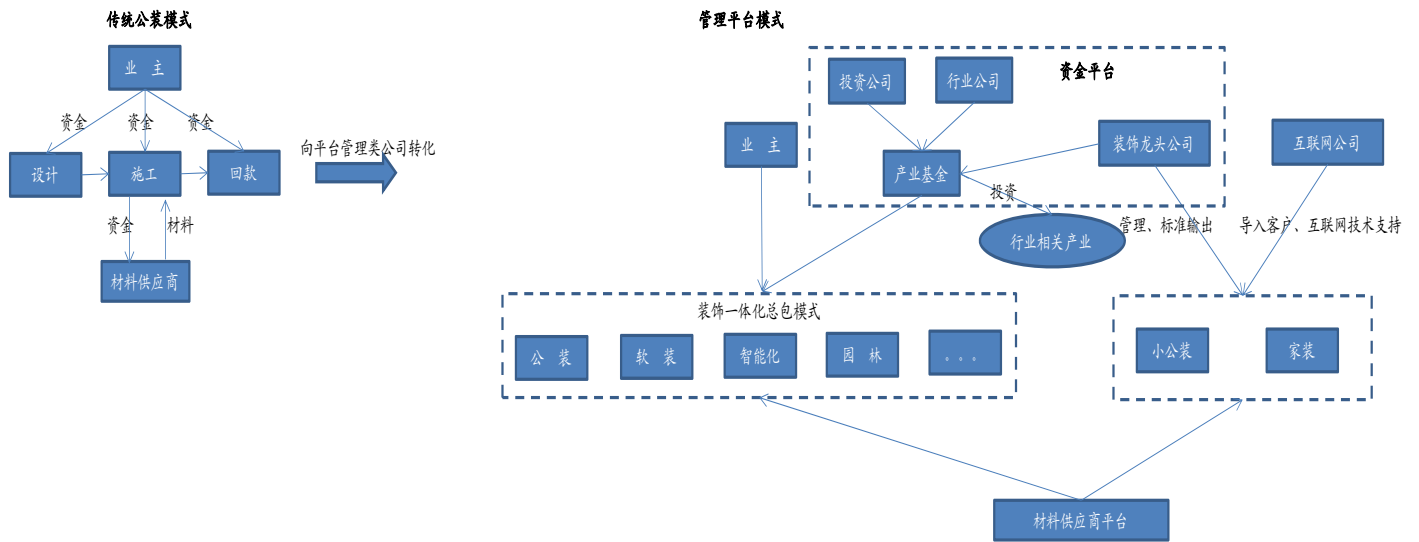 传统公装模式
业 主
资金
资金
资金
设计
施工
回款
资金
材料
材料供应商
向平台管理类公司转化
管理平台模式
资金平台
投资公司
行业公司
业 主
装饰龙头公司
互联网公司
产业基金
投资
行业相关产业
管理、标准输出
导入客户、互联网技术支持
装饰一体化总包模式
公 装
软 装
智能化
园 林
。。。
小公装
家装
材料供应商平台